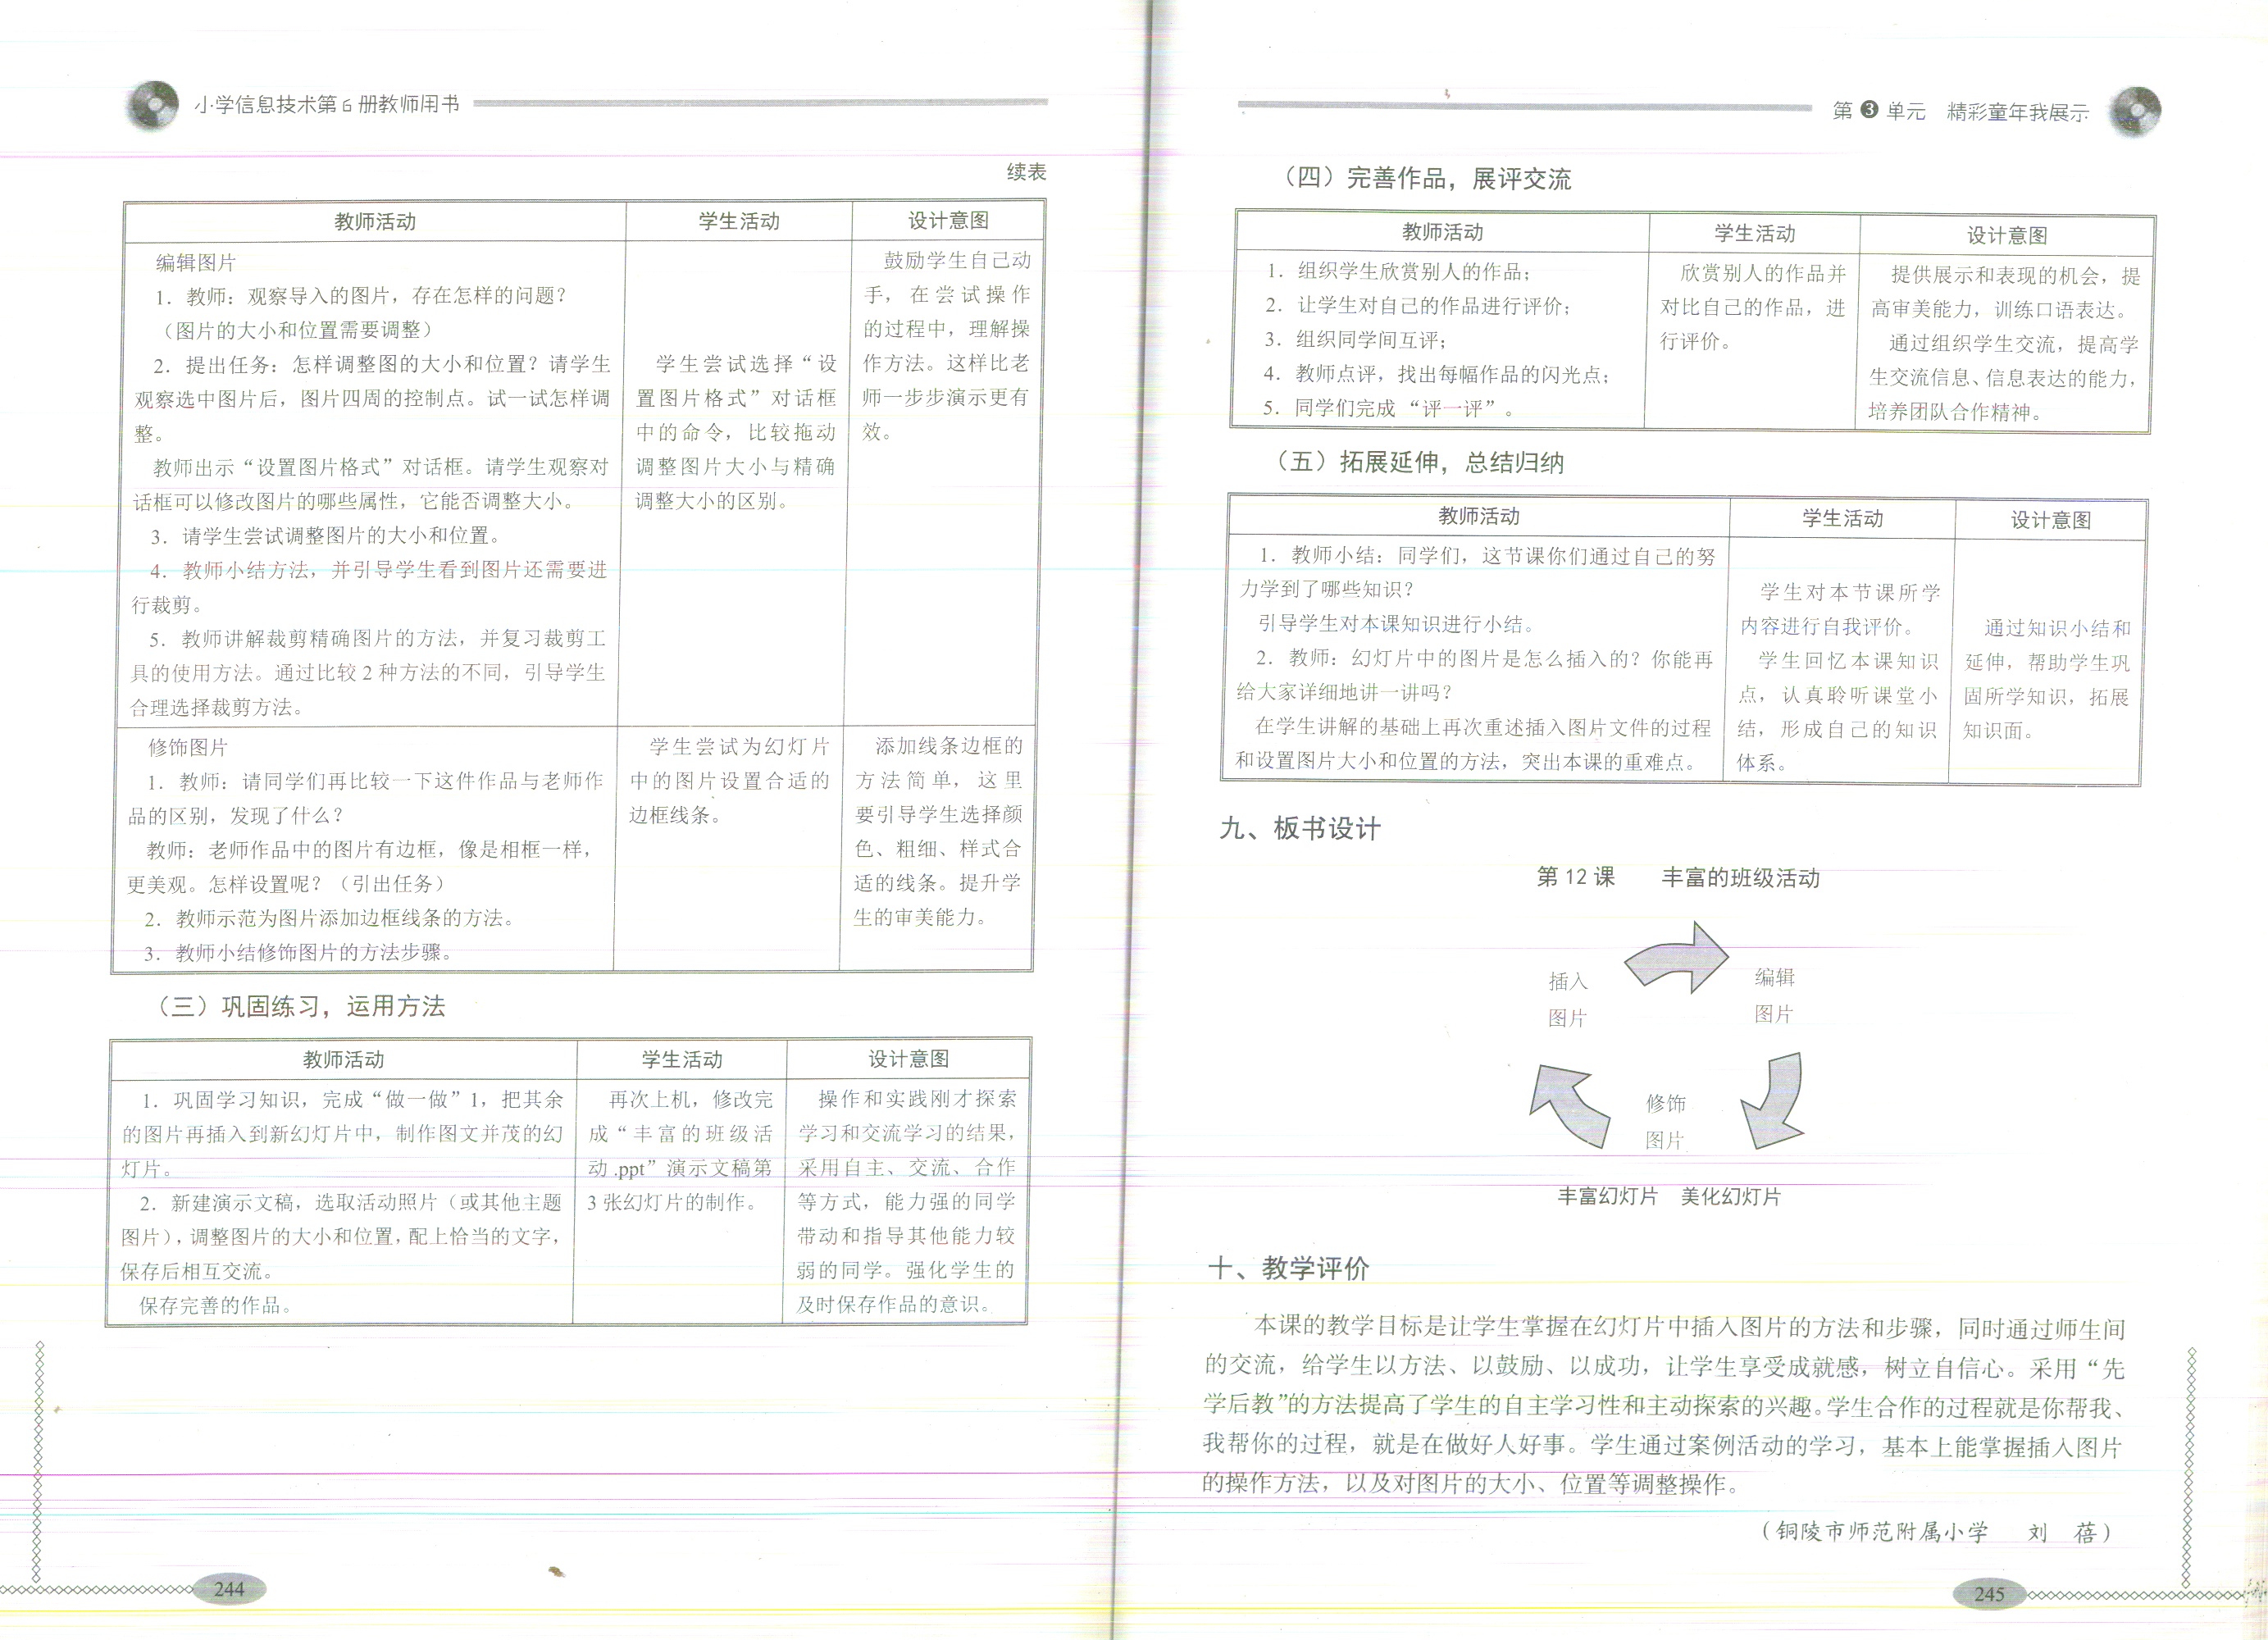 小学信息技术第6册教师用书
续表
教师活动
学生活动
设计意图
编辑图片
1．教师：观察导入的图片，存在怎样的问题？
（图片的大小和位置需要调整）
2．提出任务：怎样调整图的大小和位置？请学生
观察选中图片后，图片四周的控制点。试一试怎样调
整。
教师出示“设置图片格式”对话框。请学生观察对
话框可以修改图片的哪些属性，它能否调整大小。
3．请学生尝试调整图片的大小和位置。
4．教师小结方法，并引导学生看到图片还需要进
行裁剪。
5．教师讲解裁剪精确图片的方法，并复习裁剪工
具的使用方法。通过比较2种方法的不同，引导学生
合理选择裁剪方法。
学生尝试选择“设
置图片格式”对话框
中的命令，比较拖动
调整图片大小与精确
调整大小的区别。
鼓励学生自己动
手，在尝试操作
的过程中，理解操
作方法。这样比老
师一步步演示更有
效。
修饰图片
1．教师：请同学们再比较一下这件作品与老师作
品的区别，发现了什么？
教师：老师作品中的图片有边框，像是相框一样，
更美观。怎样设置呢？（引出任务）
2．教师示范为图片添加边框线条的方法。
3．教师小结修饰图片的方法步骤。
学生尝试为幻灯片
中的图片设置合适的
边框线条。
添加线条边框的
方法简单，这里
要引导学生选择颜
色、粗细、样式合
适的线条。提升学
生的审美能力。
（三）巩固练习，运用方法
教师活动
学生活动
设计意图
1．巩固学习知识，完成“做一做”1，把其余
的图片再插入到新幻灯片中，制作图文并茂的幻
灯片。
2．新建演示文稿，选取活动照片（或其他主题
图片），调整图片的大小和位置，配上恰当的文字，
保存后相互交流。
保存完善的作品。
再次上机，修改完
成“丰富的班级活
动.ppt”演示文稿第
3张幻灯片的制作。
操作和实践刚才探索
学习和交流学习的结果，
采用自主、交流、合作
等方式，能力强的同学
带动和指导其他能力较
弱的同学。强化学生的
及时保存作品的意识。
244
第❸单元　精彩童年我展示
（四）完善作品，展评交流
教师活动
学生活动
设计意图
1．组织学生欣赏别人的作品；
2．让学生对自己的作品进行评价；
3．组织同学间互评；
4．教师点评，找出每幅作品的闪光点；
5．同学们完成“评一评”。
欣赏别人的作品并
对比自己的作品，进
行评价。
提供展示和表现的机会，提
高审美能力，训练口语表达。
通过组织学生交流，提高学
生交流信息、信息表达的能力，
培养团队合作精神。
（五）拓展延伸，总结归纳
教师活动
学生活动
设计意图
1．教师小结：同学们，这节课你们通过自己的努
力学到了哪些知识？
引导学生对本课知识进行小结。
2．教师：幻灯片中的图片是怎么插入的？你能再
给大家详细地讲一讲吗？
在学生讲解的基础上再次重述插入图片文件的过程
和设置图片大小和位置的方法，突出本课的重难点。
学生对本节课所学
内容进行自我评价。
学生回忆本课知识
点，认真聆听课堂小
结，形成自己的知识
体系。
通过知识小结和
延伸，帮助学生巩
固所学知识，拓展
知识面。
九、板书设计
第12课　丰富的班级活动
插入
图片
编辑
图片
修饰
图片
丰富幻灯片　美化幻灯片
十、教学评价
本课的教学目标是让学生掌握在幻灯片中插入图片的方法和步骤，同时通过师生间
的交流，给学生以方法、以鼓励、以成功，让学生享受成就感，树立自信心。采用“先
学后教”的方法提高了学生的自主学习性和主动探索的兴趣。学生合作的过程就是你帮我、
我帮你的过程，就是在做好人好事。学生通过案例活动的学习，基本上能掌握插入图片
的操作方法，以及对图片的大小、位置等调整操作。
（铜陵市师范附属小学　刘　蓓）
245